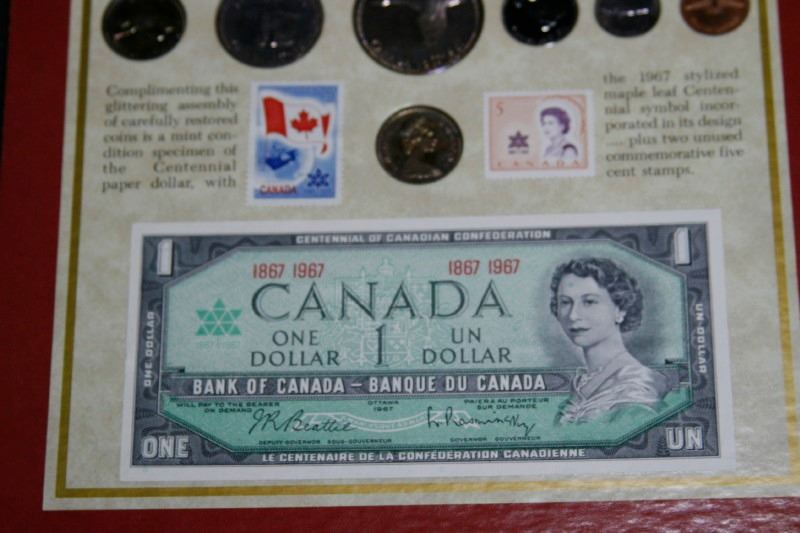 Complimenting this
glittering assembly
of carefully restored
coins is a mint con-
dition specimen of
the Centennial
paper dollar, with
CANADA
5
CANADA
the 1967 stylized
maple leaf Centen-
nial symbol incor-
porated in its design
.... plus two unused
commemorative five-
cent stamps.
CENTENNIAL OF CANADIAN CONFEDERATION
1
1
1867 1967
1867 1967
CANADA
ONE
DOLLAR
1
UN
DOLLAR
1867 1967
ONE DOLLAR
UN DOLLAR
BANK OF CANADA – BANQUE DU CANADA
WILL PAY TO THE BEARER
ON DEMAND
OTTAWA
1967
PAIERA AU PORTEUR
SUR DEMANDE
J.R. Beattie
L. Rasminsky
DEPUTY-GOVERNOR SOUS-GOUVERNEUR
GOVERNOR GOUVERNEUR
ONE
UN
LE CENTENAIRE DE LA CONFÉDÉRATION CANADIENNE